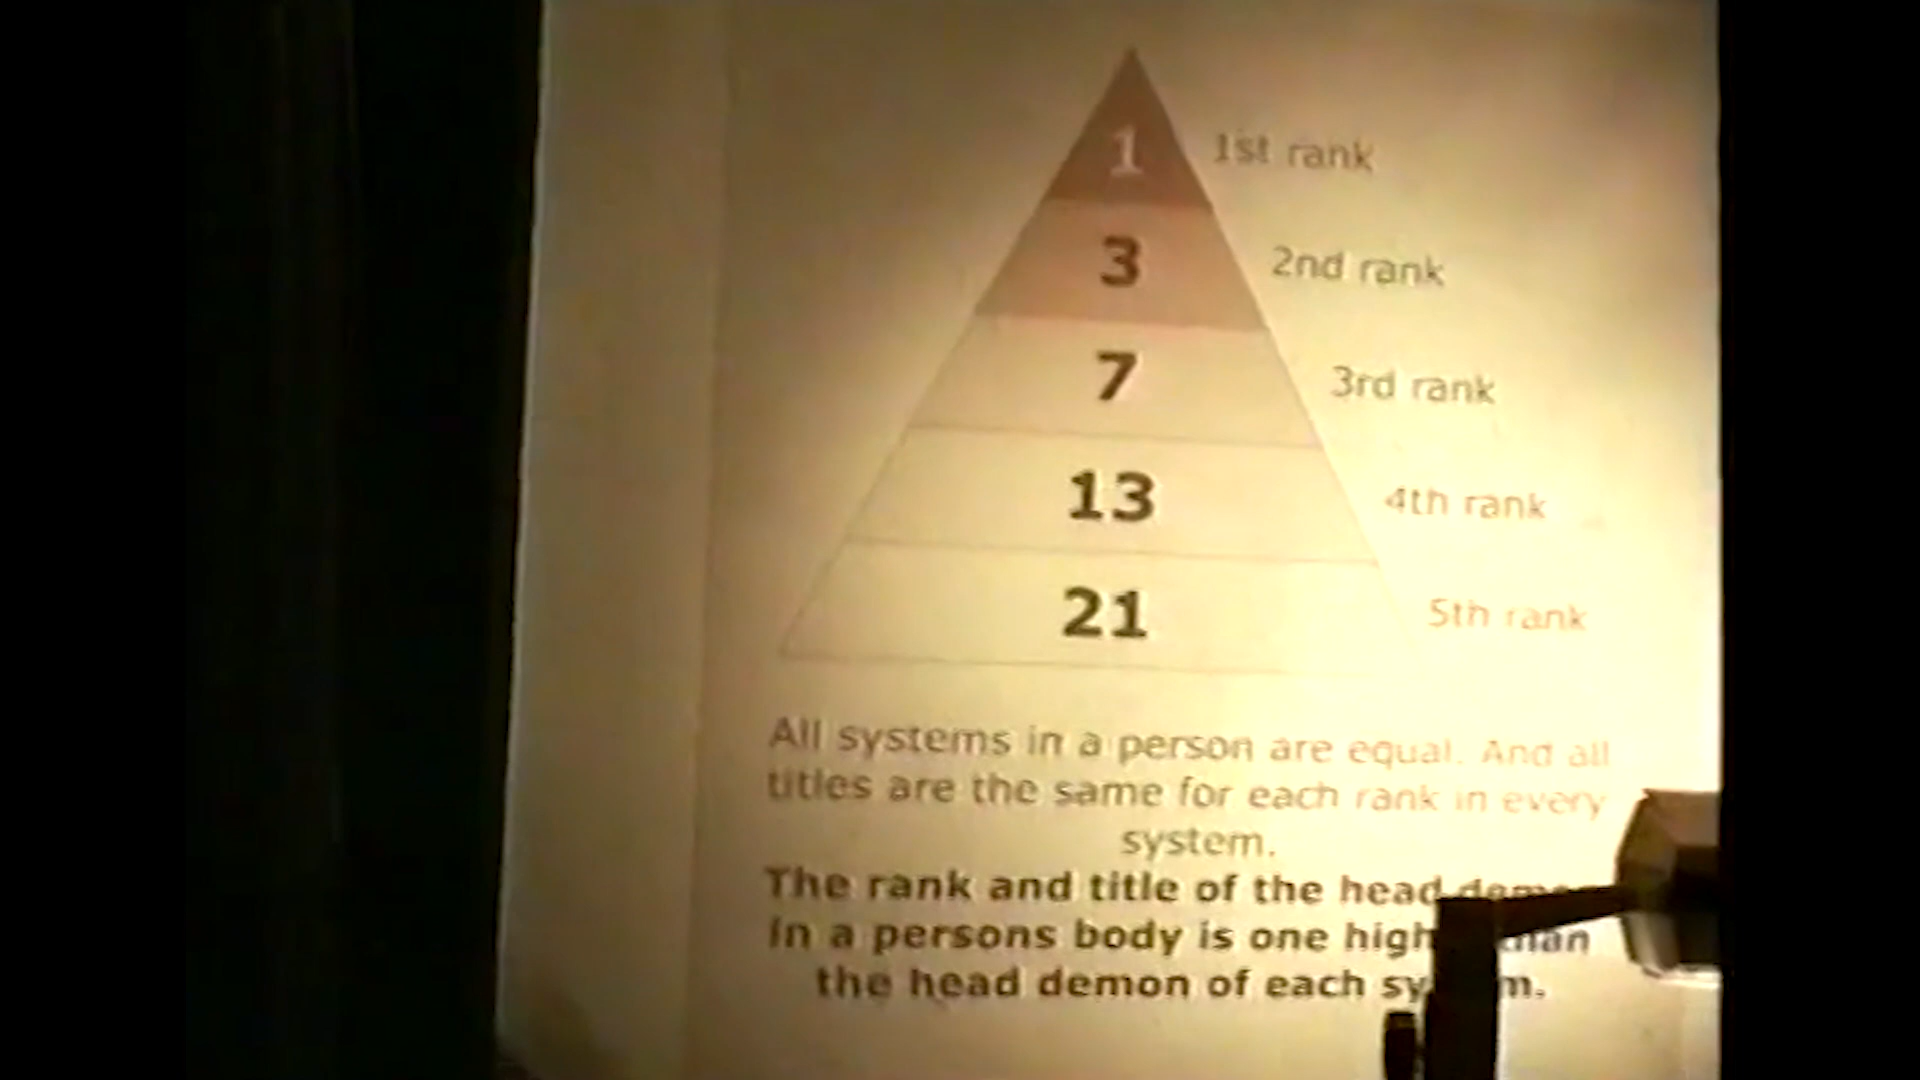 1 1st rank
3 2nd rank
7 3rd rank
13 4th rank
21 5th rank
All systems in a person are equal. And all
titles are the same for each rank in every
system.
The rank and title of the head
in a persons body is one than
the head demon of each